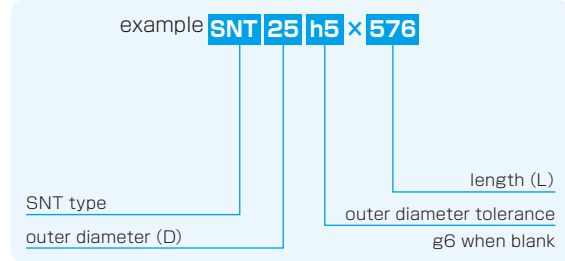 example SNT 25 h5 × 576
length (L)
SNT type
outer diameter tolerance
outer diameter (D)
g6 when blank